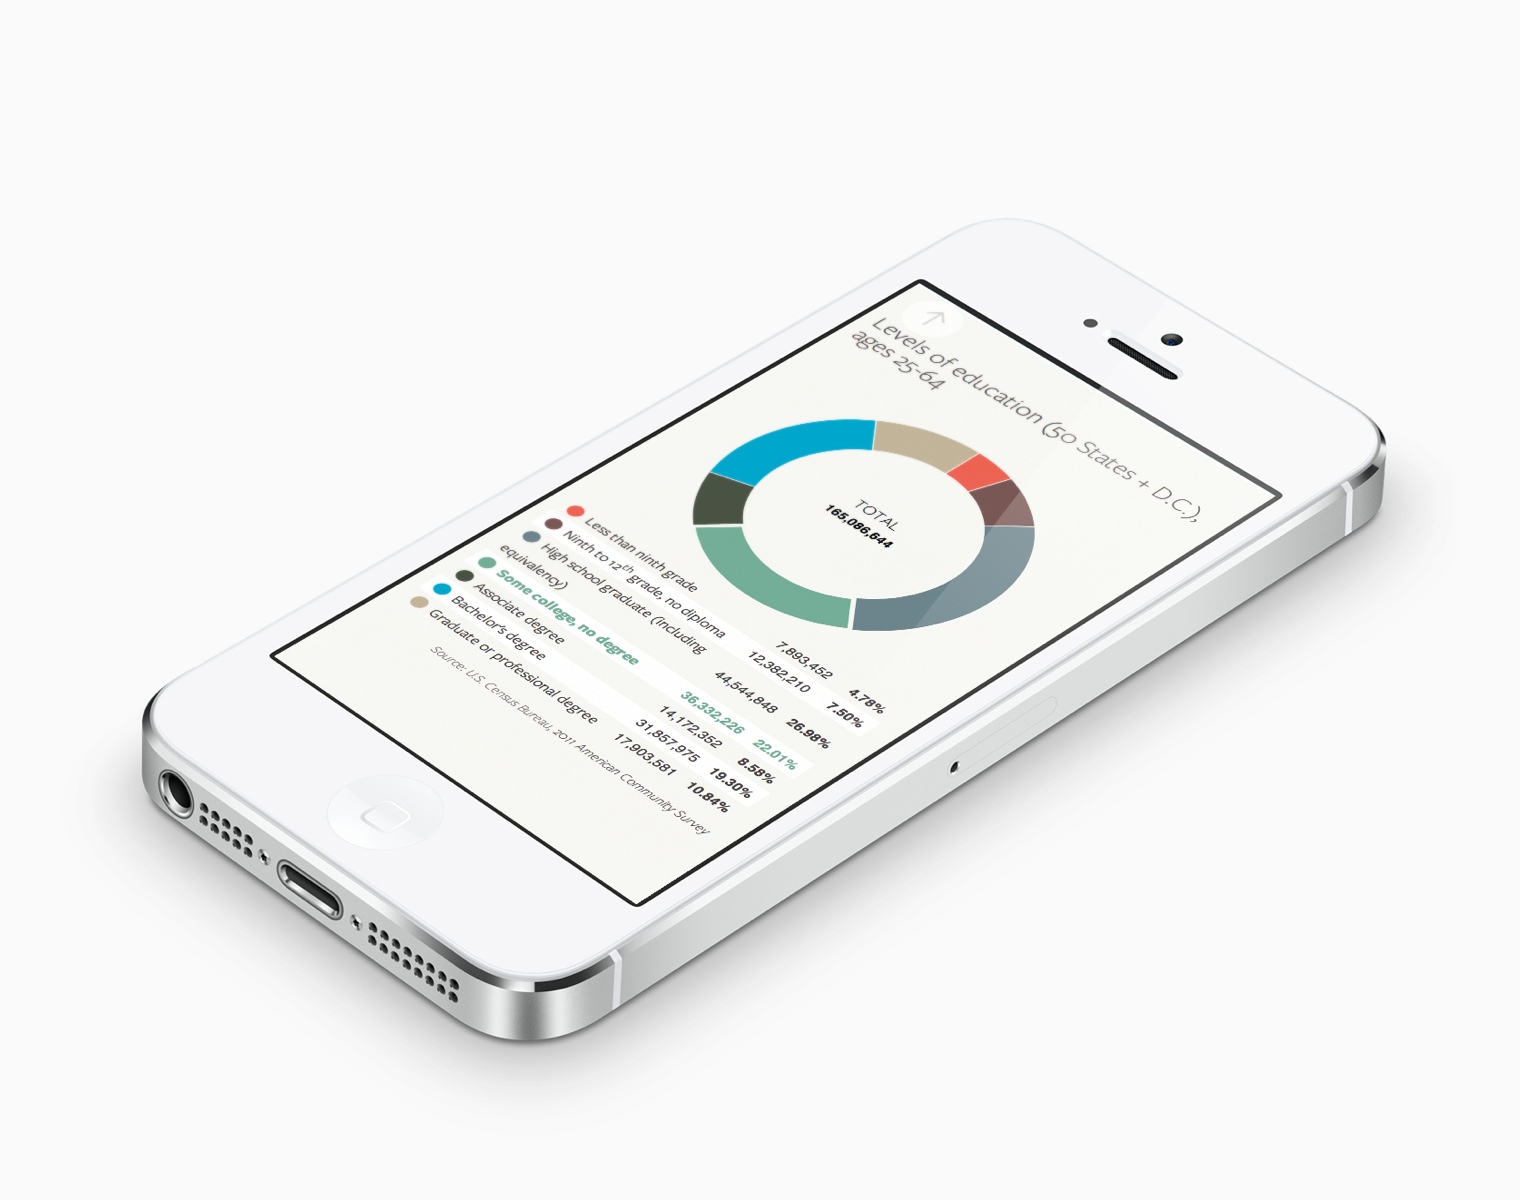 Levels of education (50 States + D.C.),
ages 25-64
TOTAL
165,086,644
Less than ninth grade 7,893,452 4.78%
Ninth to 12th grade, no diploma 12,382,210 7.50%
High school graduate (Including
equivalency) 44,544,848 26.98%
Some college, no degree 36,332,226 22.01%
Associate degree 14,172,352 8.58%
Bachelor's degree 31,857,975 19.30%
Graduate or professional degree 17,903,581 10.84%
Source: U.S. Census Bureau, 2011 American Community Survey